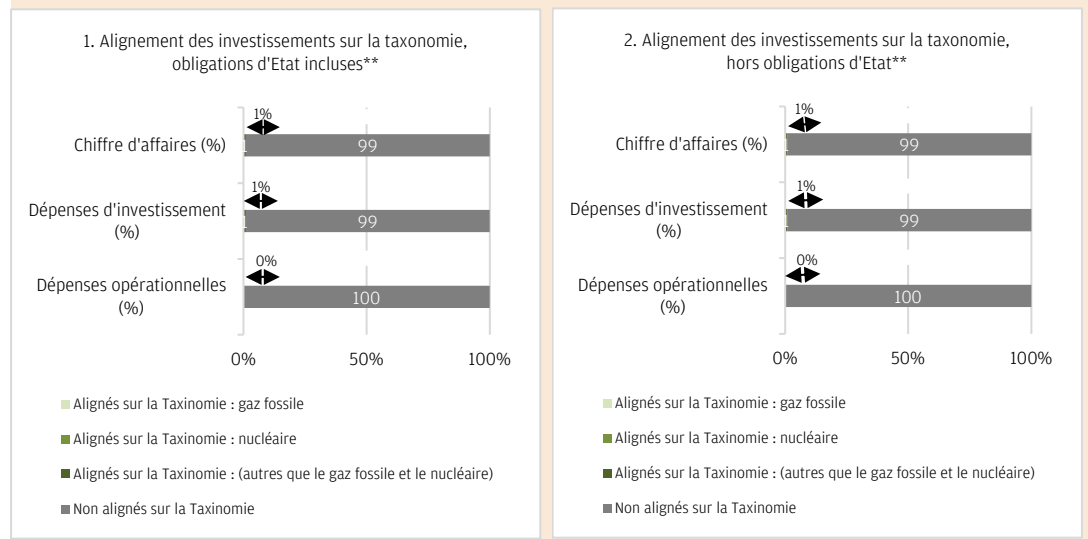 1. Alignement des investissements sur la taxonomie,
obligations d'Etat incluses**
1%
Chiffre d'affaires (%)
1
99
1%
Dépenses d'investissement
(%)
1
99
0%
Dépenses opérationnelles
(%)
100
0%
50%
100%
Alignés sur la Taxinomie : gaz fossile
Alignés sur la Taxinomie : nucléaire
Alignés sur la Taxinomie : (autres que le gaz fossile et le nucléaire)
Non alignés sur la Taxinomie
2. Alignement des investissements sur la taxonomie,
hors obligations d'Etat**
1%
Chiffre d'affaires (%)
1
99
1%
Dépenses d'investissement
(%)
1
99
0%
Dépenses opérationnelles
(%)
100
0%
50%
100%
Alignés sur la Taxinomie : gaz fossile
Alignés sur la Taxinomie : nucléaire
Alignés sur la Taxinomie : (autres que le gaz fossile et le nucléaire)
Non alignés sur la Taxinomie